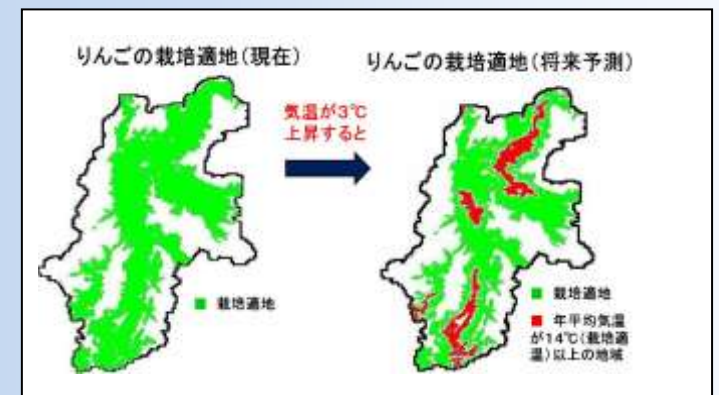 りんごの栽培適地(現在)
りんごの栽培適地(将来予測)
気温が3℃
上昇すると
栽培適地
栽培適地
年平均気温
が14℃(栽培適
温)以上の地域